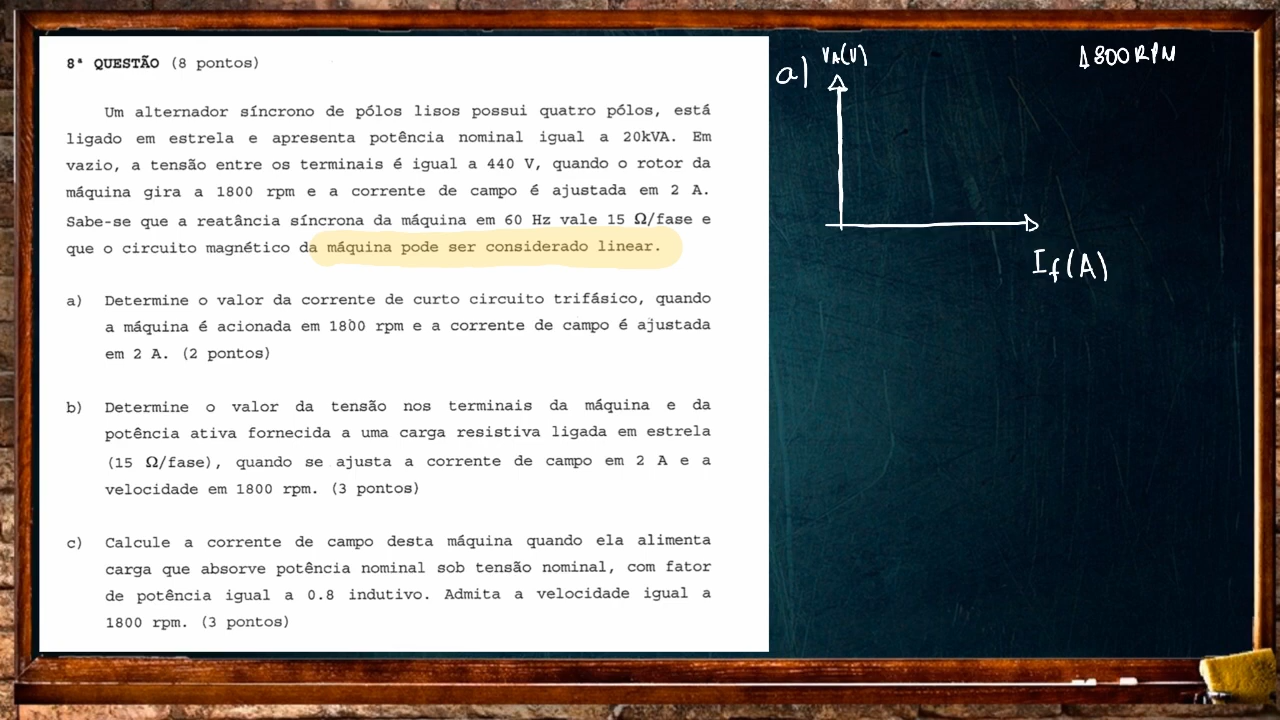 8ª QUESTÃO (8 pontos)
Um alternador síncrono de pólos lisos possui quatro pólos, está
ligado em estrela e apresenta potência nominal igual a 20kVA. Em
vazio, a tensão entre os terminais é igual a 440 V, quando o rotor da
máquina gira a 1800 rpm e a corrente de campo é ajustada em 2 A.
Sabe-se que a reatância síncrona da máquina em 60 Hz vale 15 Ω/fase e
que o circuito magnético da máquina pode ser considerado linear.
a) Determine o valor da corrente de curto circuito trifásico, quando
a máquina é acionada em 1800 rpm e a corrente de campo é ajustada
em 2 A. (2 pontos)
b) Determine o valor da tensão nos terminais da máquina e da
potência ativa fornecida a uma carga resistiva ligada em estrela
(15 Ω/fase), quando se ajusta a corrente de campo em 2 A e a
velocidade em 1800 rpm. (3 pontos)
c) Calcule a corrente de campo desta máquina quando ela alimenta
carga que absorve potência nominal sob tensão nominal, com fator
de potência igual a 0.8 indutivo. Admita a velocidade igual a
1800 rpm. (3 pontos)
a) VA(V)
1800 RPM
If(A)